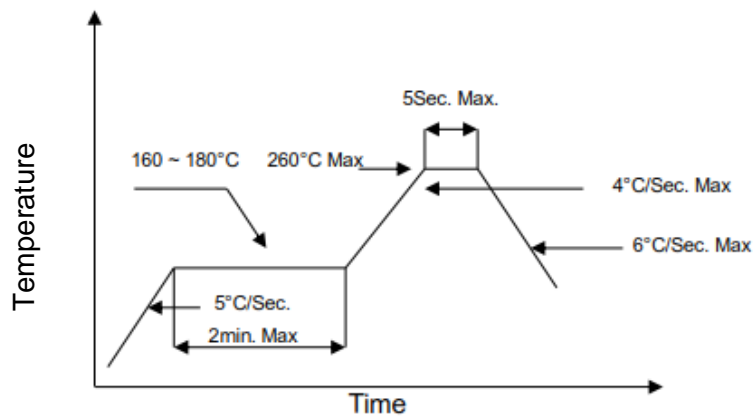 5Sec. Max.
160 ~ 180°C
260°C Max
4°C/Sec. Max
6°C/Sec. Max
5°C/Sec.
2min. Max
Temperature
Time